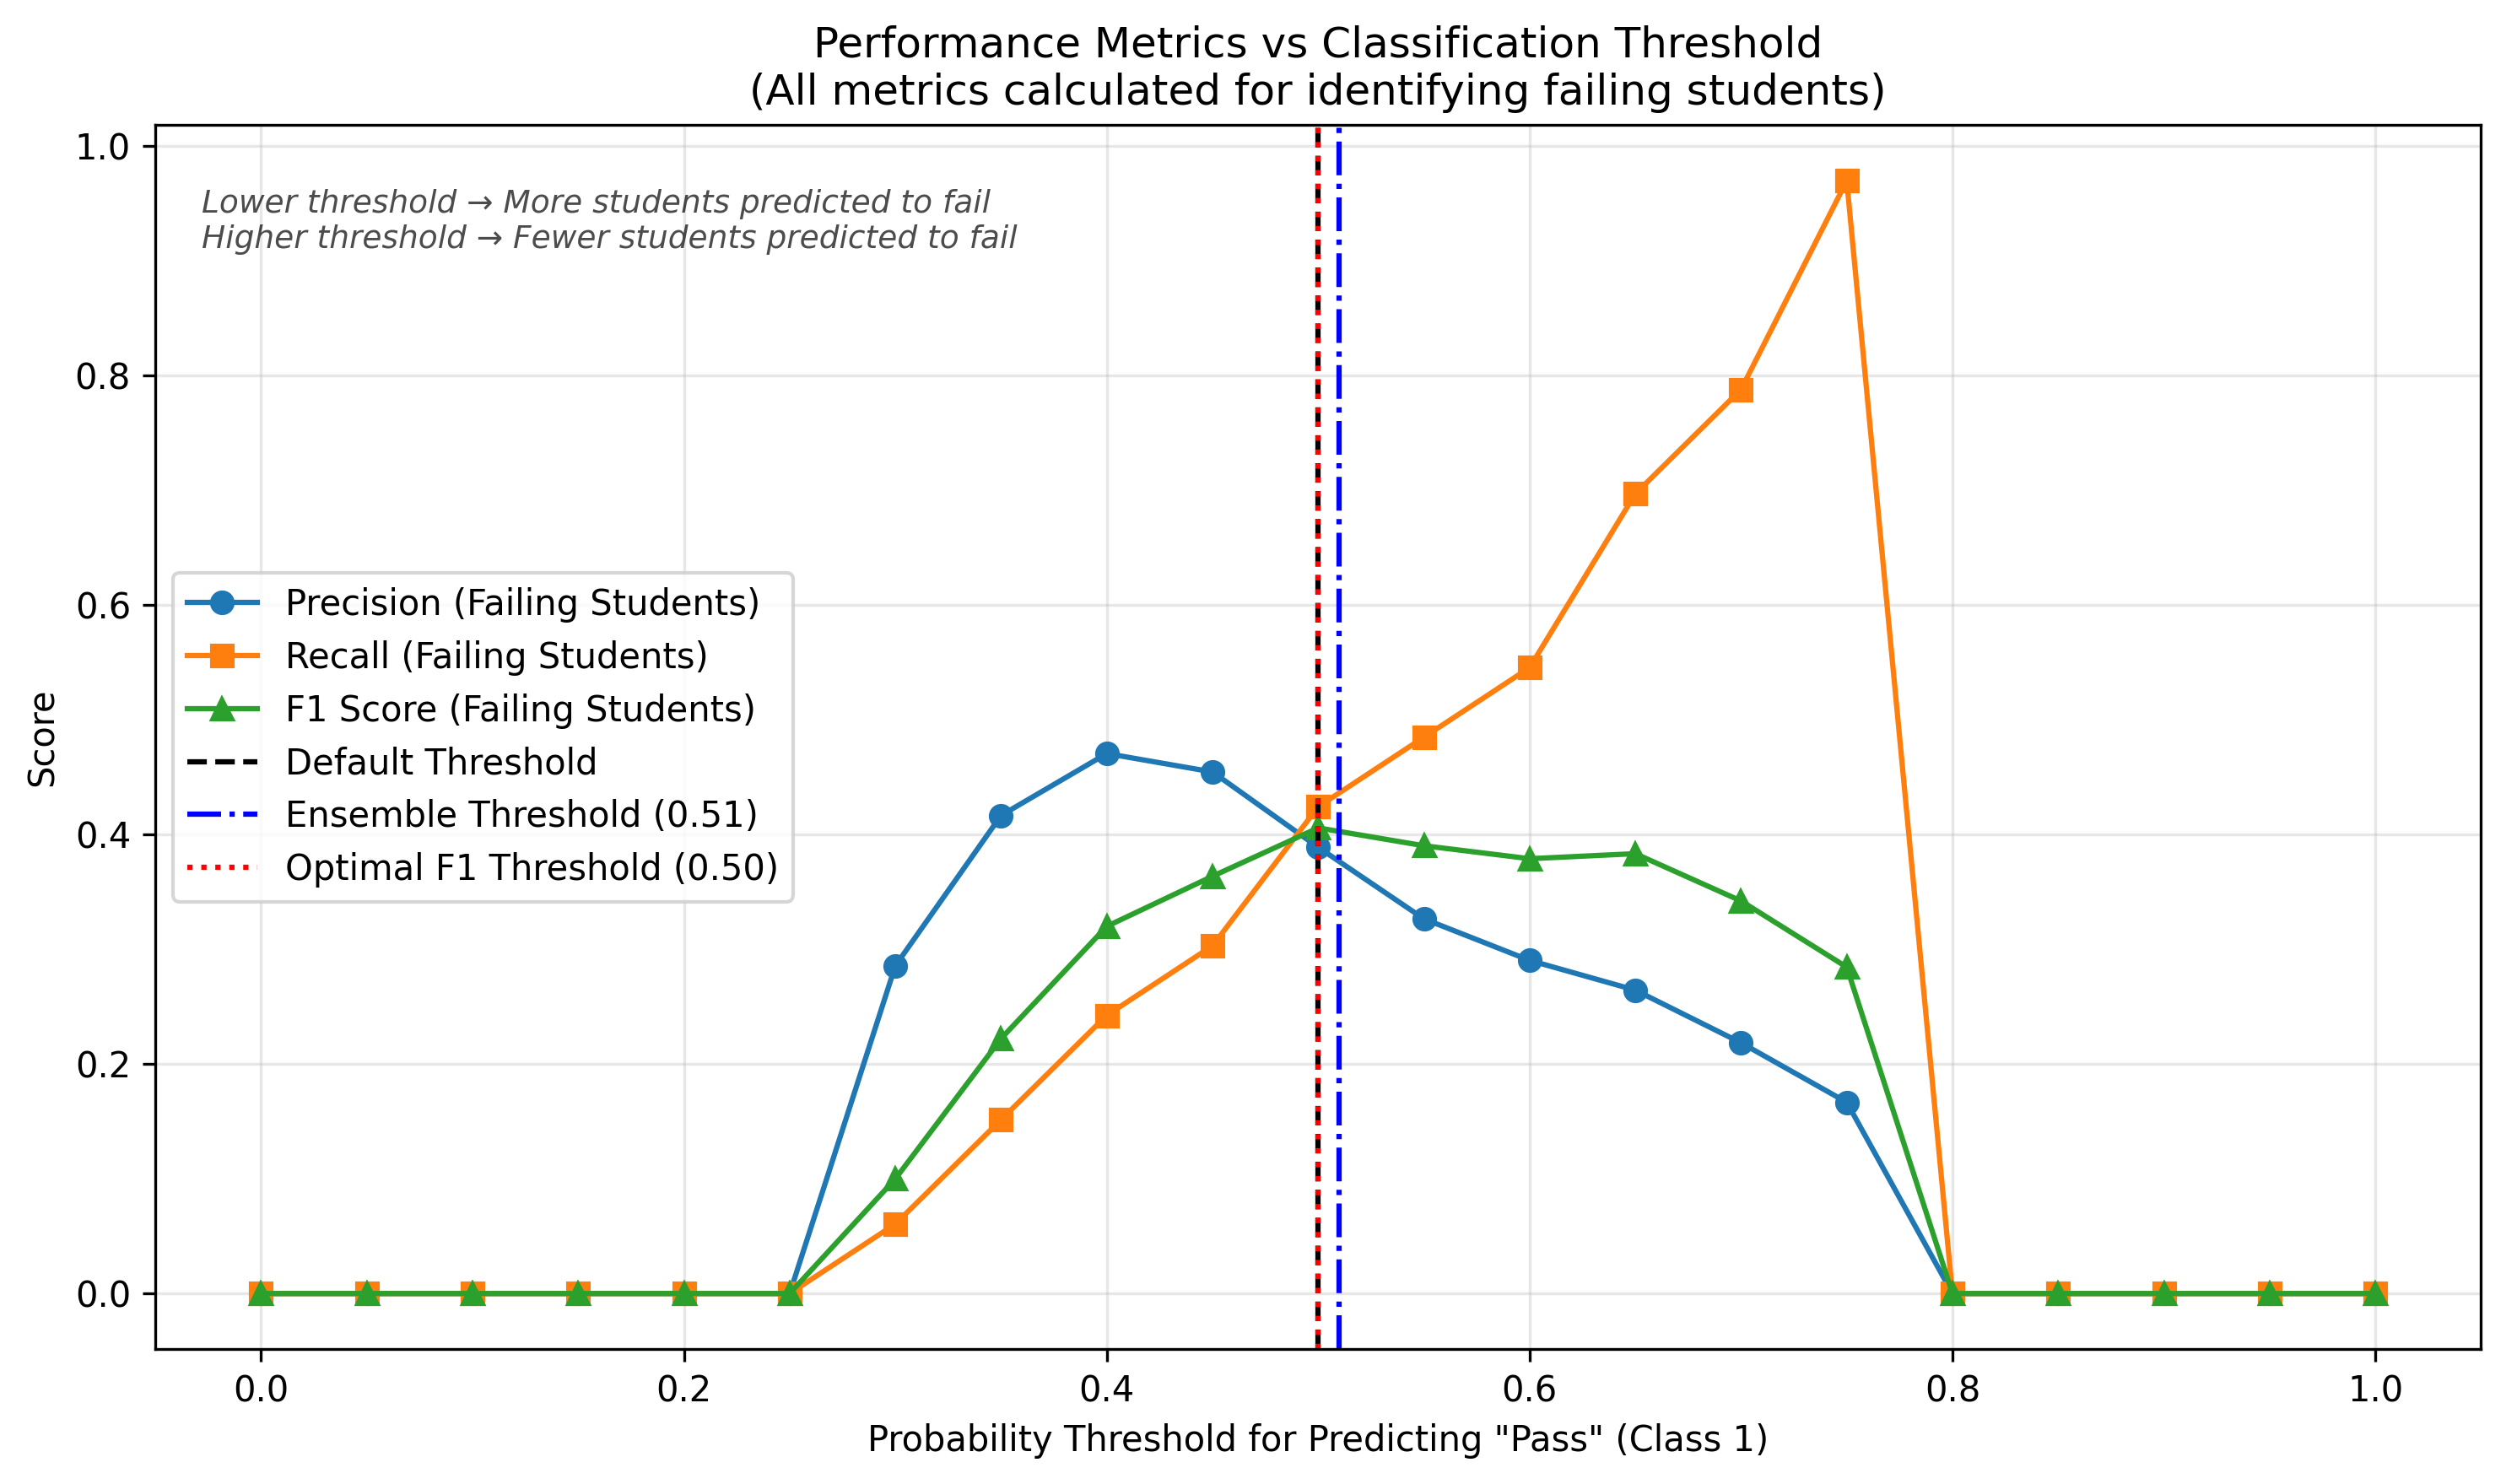 Performance Metrics vs Classification Threshold
(All metrics calculated for identifying failing students)
Lower threshold → More students predicted to fail
Higher threshold → Fewer students predicted to fail
Precision (Failing Students)
Recall (Failing Students)
F1 Score (Failing Students)
Default Threshold
Ensemble Threshold (0.51)
Optimal F1 Threshold (0.50)
Score
1.0
0.8
0.6
0.4
0.2
0.0
0.0 0.2 0.4 0.6 0.8 1.0
Probability Threshold for Predicting "Pass" (Class 1)